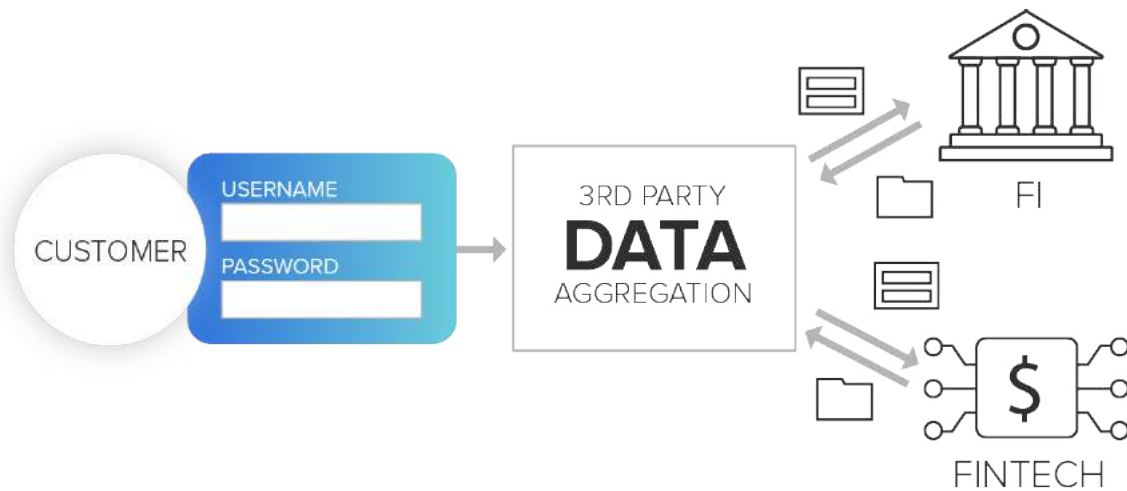 CUSTOMER
USERNAME
PASSWORD
3RD PARTY
DATA
AGGREGATION
FI
$
FINTECH